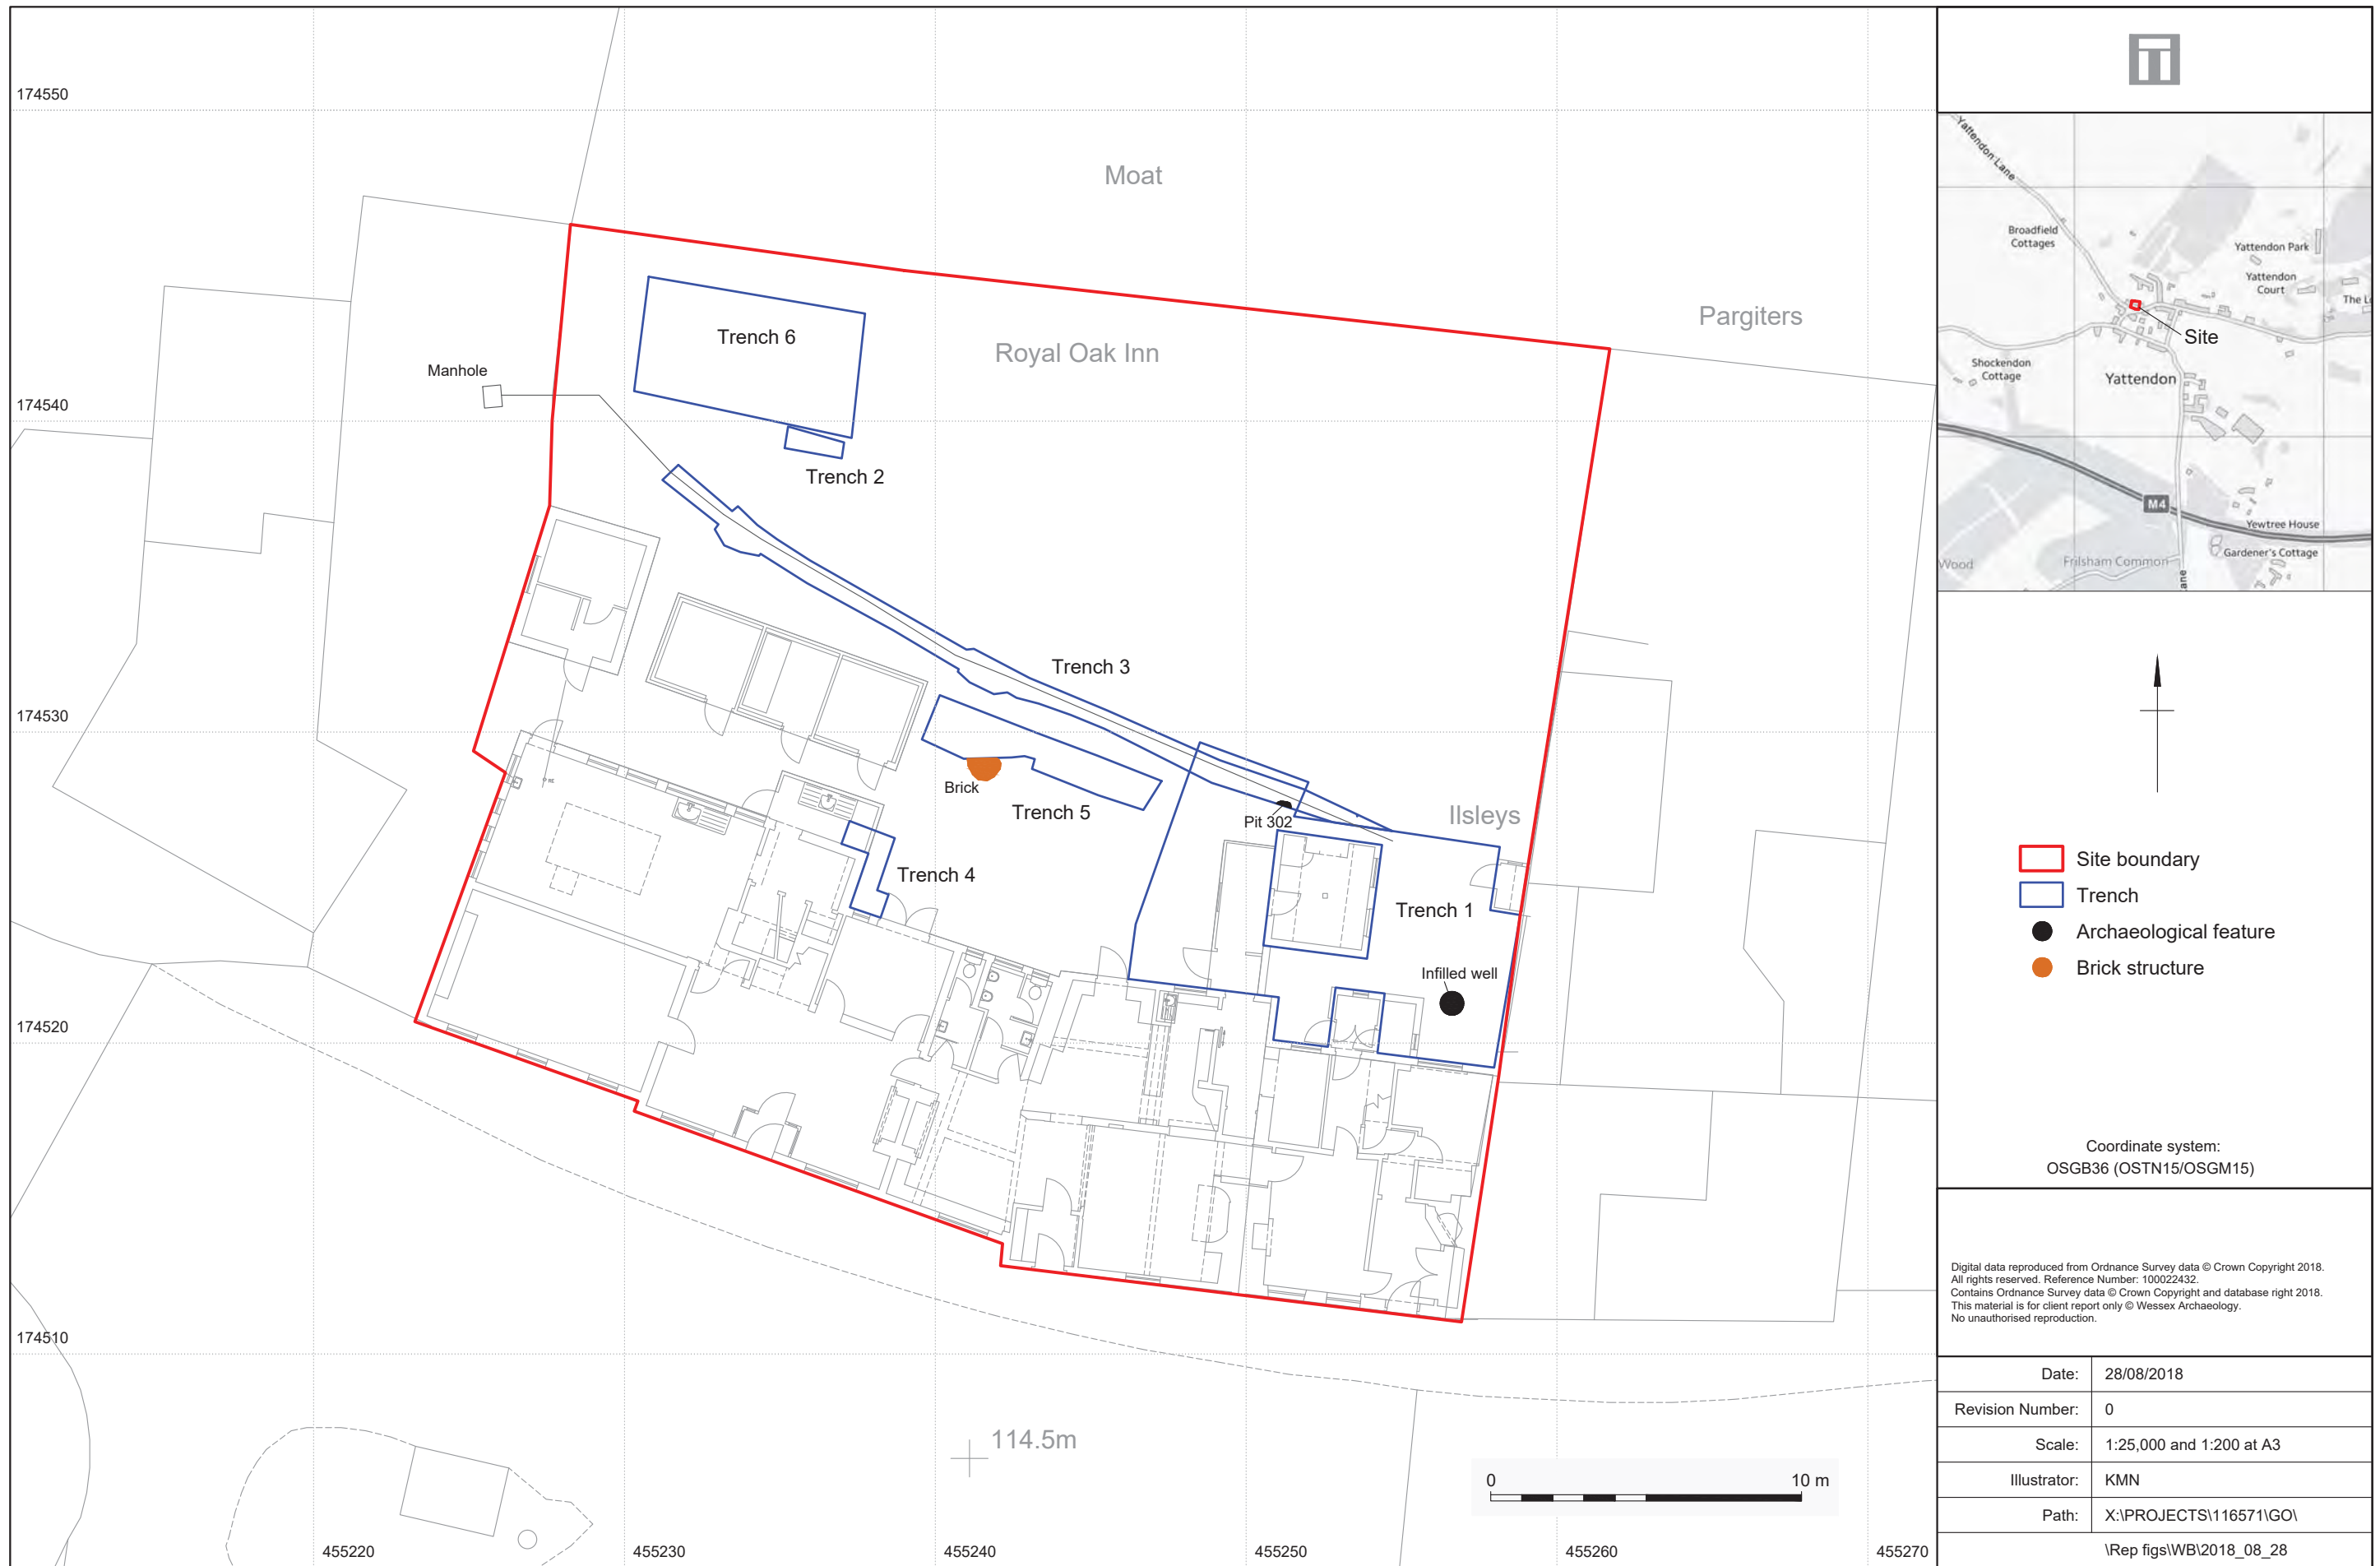 174550
174540
174530
174520
174510
455220
455230
455240
455250
455260
455270
Moat
Pargiters
Royal Oak Inn
Ilsleys
114.5m
Trench 6
Manhole
Trench 2
Trench 3
Brick
Trench 5
Pit 302
Trench 4
Trench 1
Infilled well
0
10 m
Yattendon Lane
Broadfield
Cottages
Yattendon Park
Yattendon
Court
The L
Site
Shockendon
Cottage
Yattendon
M4
Yewtree House
Gardener's Cottage
Frilsham Common
Wood
ane
Site boundary
Trench
Archaeological feature
Brick structure
Coordinate system:
OSGB36 (OSTN15/OSGM15)
Digital data reproduced from Ordnance Survey data © Crown Copyright 2018.
All rights reserved. Reference Number: 100022432.
Contains Ordnance Survey data © Crown Copyright and database right 2018.
This material is for client report only © Wessex Archaeology.
No unauthorised reproduction.
Date: 28/08/2018
Revision Number: 0
Scale: 1:25,000 and 1:200 at A3
Illustrator: KMN
Path: X:\PROJECTS\116571\GO\
\Rep figs\WB\2018_08_28